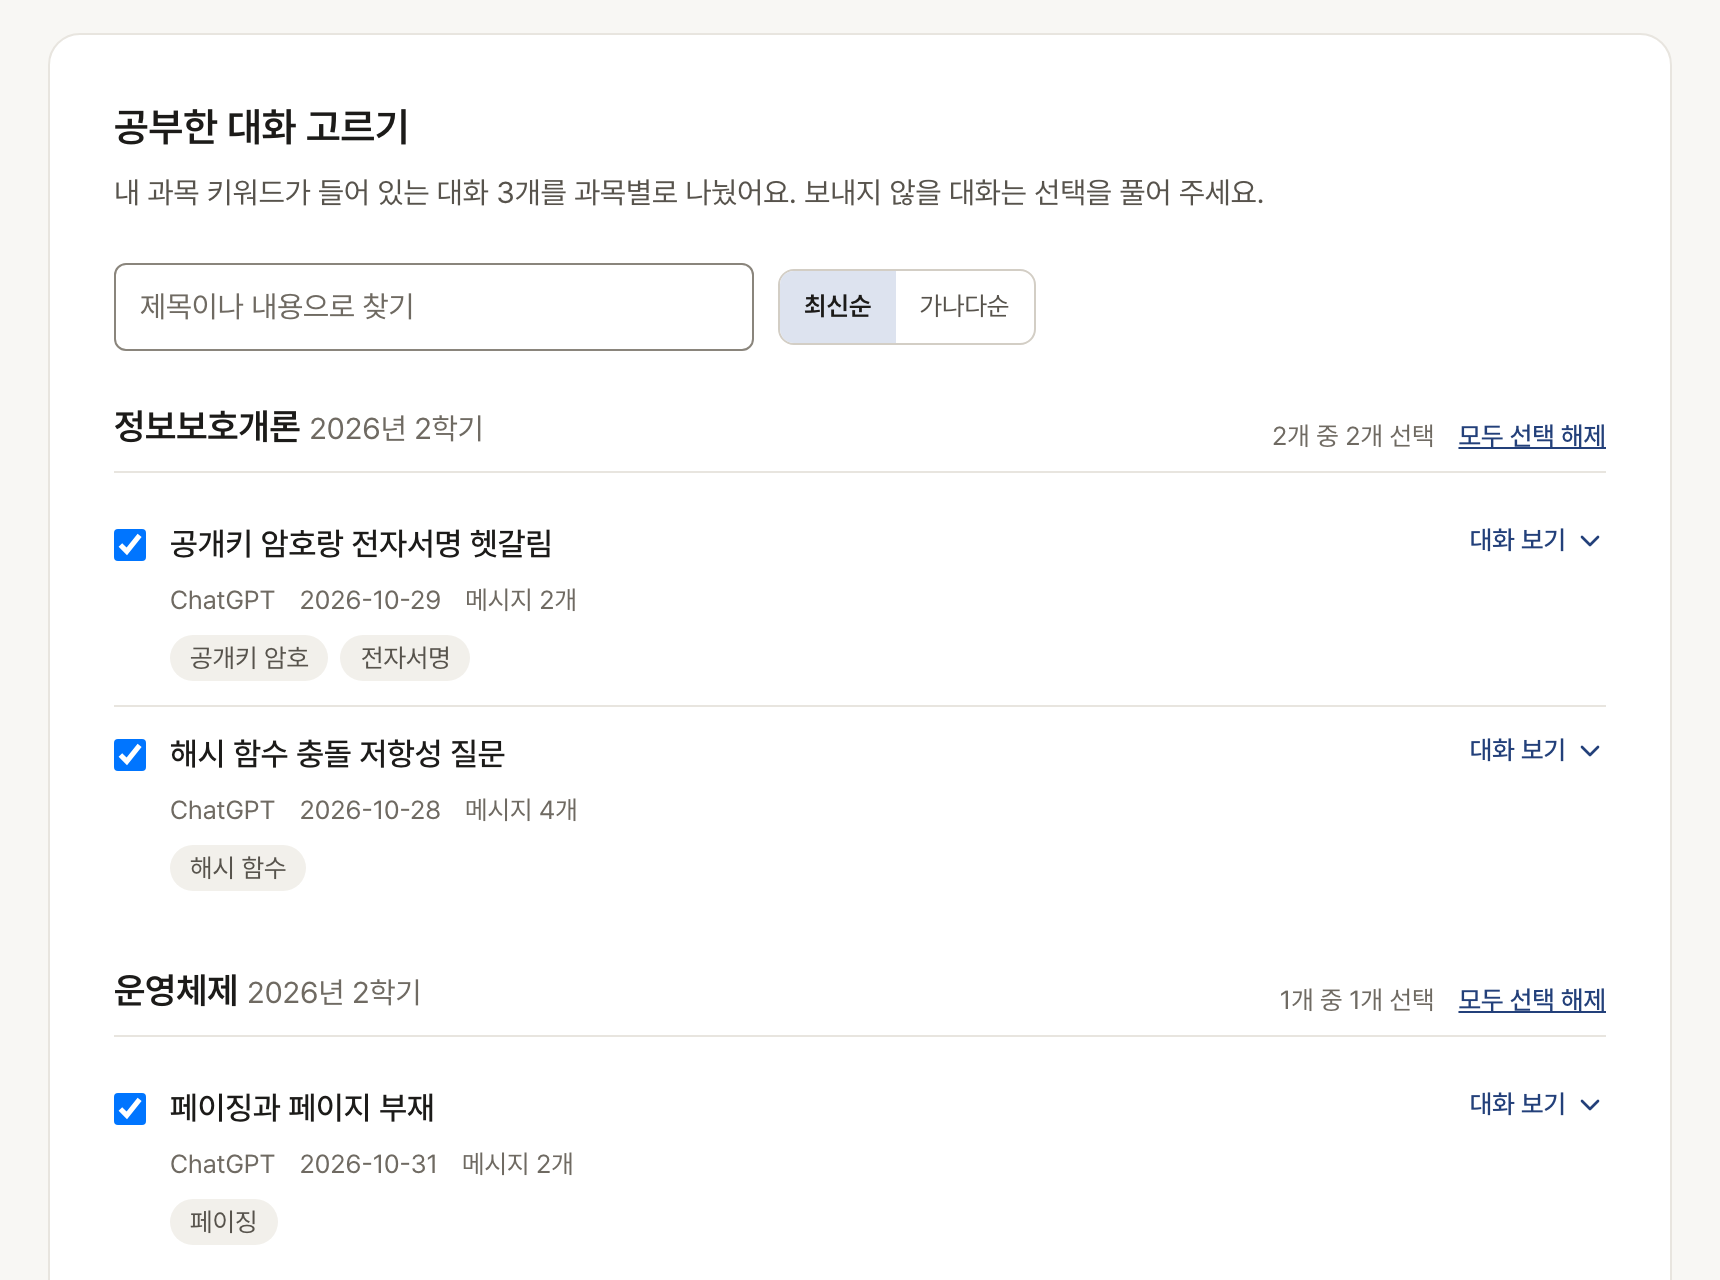 공부한 대화 고르기
내 과목 키워드가 들어 있는 대화 3개를 과목별로 나눴어요. 보내지 않을 대화는 선택을 풀어 주세요.
제목이나 내용으로 찾기
최신순 가나다순
정보보호개론 2026년 2학기 2개 중 2개 선택 모두 선택 해제
공개키 암호랑 전자서명 헷갈림 대화 보기
ChatGPT 2026-10-29 메시지 2개
공개키 암호 전자서명
해시 함수 충돌 저항성 질문 대화 보기
ChatGPT 2026-10-28 메시지 4개
해시 함수
운영체제 2026년 2학기 1개 중 1개 선택 모두 선택 해제
페이징과 페이지 부재 대화 보기
ChatGPT 2026-10-31 메시지 2개
페이징